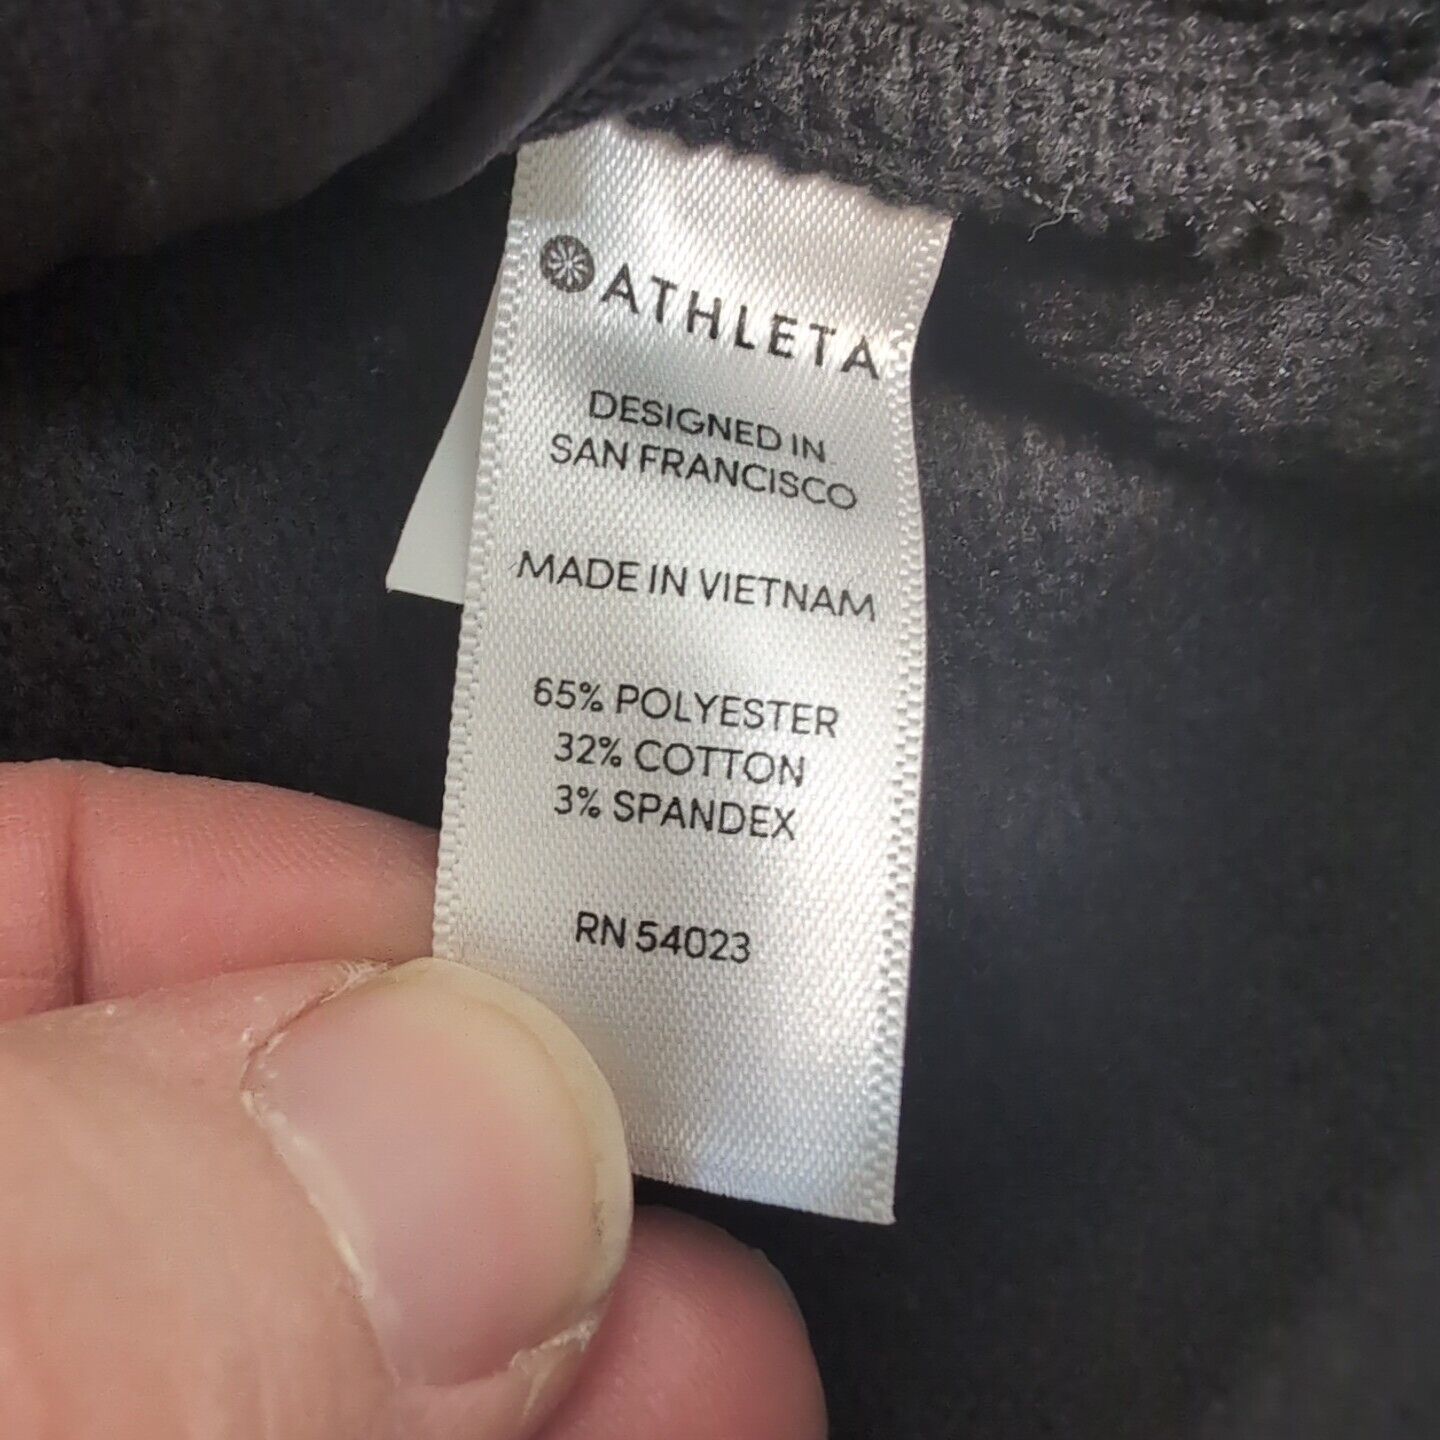 ATHLETA
DESIGNED IN
SAN FRANCISCO
MADE IN VIETNAM
65% POLYESTER
32% COTTON
3% SPANDEX
RN 54023